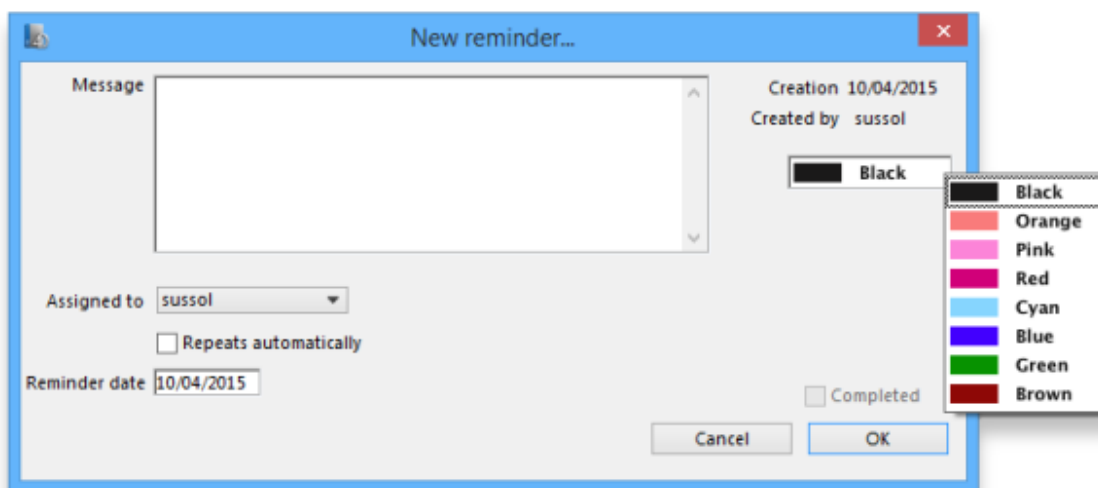 New reminder...
Message
Creation 10/04/2015
Created by sussol
Black
Black
Orange
Pink
Red
Cyan
Blue
Green
Brown
Assigned to sussol
Repeats automatically
Reminder date 10/04/2015
Completed
Cancel OK